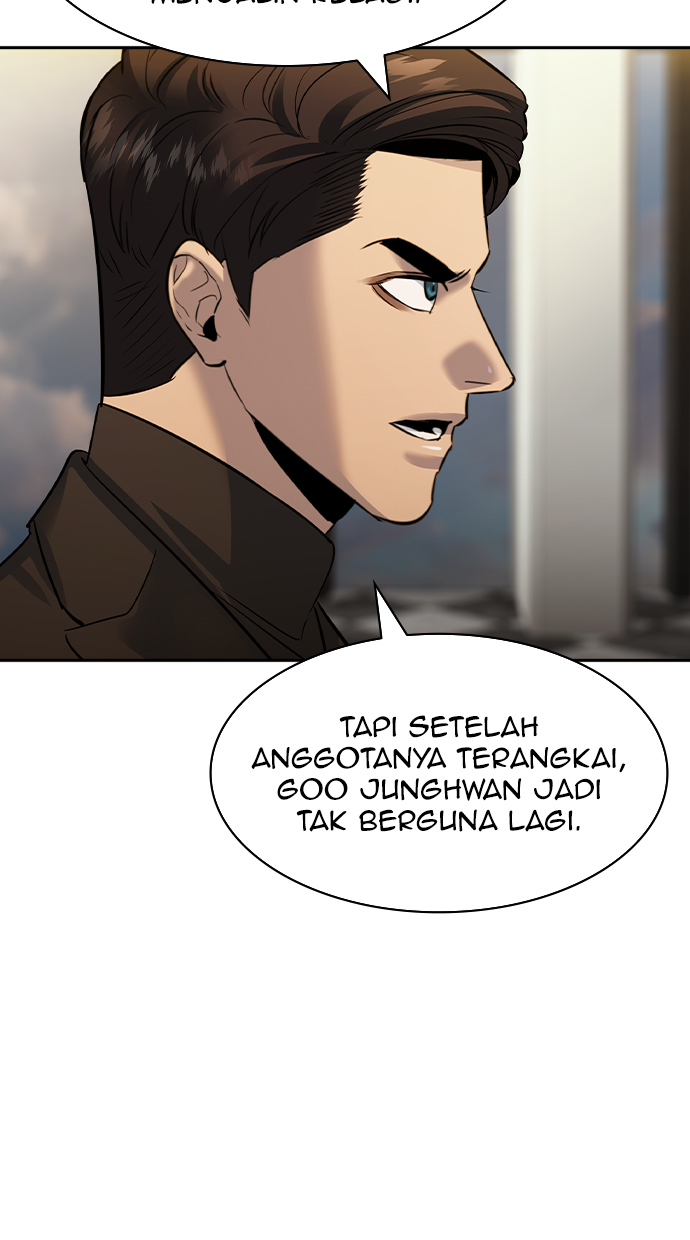 TAPI SETELAH
ANGGOTANYA TERANGKAI,
GOO JUNGHWAN JADI
TAK BERGUNA LAGI.